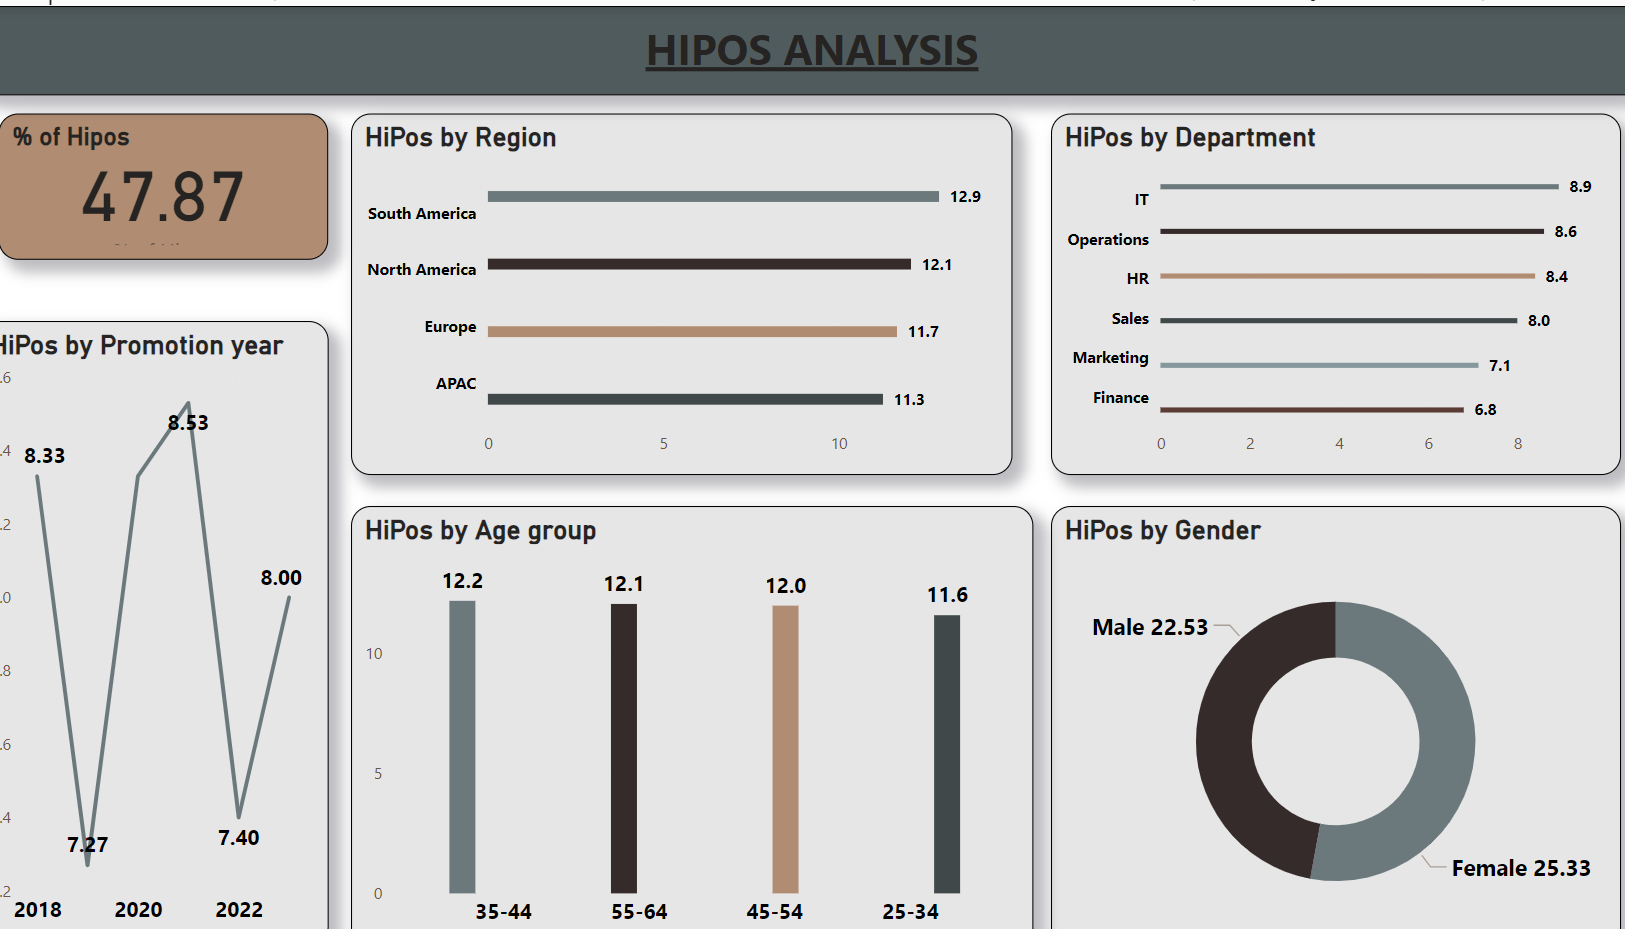 HIPOS ANALYSIS
% of Hipos
47.87
HiPos by Region
South America 12.9
North America 12.1
Europe 11.7
APAC 11.3
0 5 10
HiPos by Department
IT 8.9
Operations 8.6
HR 8.4
Sales 8.0
Marketing 7.1
Finance 6.8
0 2 4 6 8
HiPos by Promotion year
.6
8.53
.4
8.33
.2
.0
8.00
.8
.6
.4
7.27
7.40
.2
2018 2020 2022
HiPos by Age group
12.2 12.1 12.0 11.6
10
5
0
35-44 55-64 45-54 25-34
HiPos by Gender
Male 22.53
Female 25.33